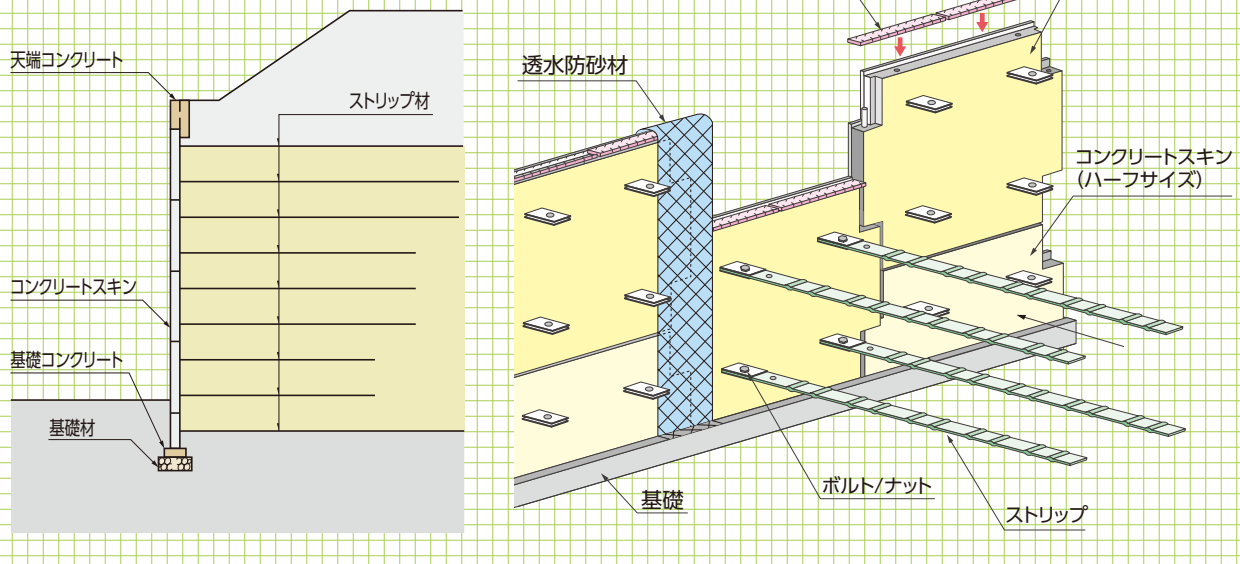 天端コンクリート
ストリップ材
コンクリートスキン
基礎コンクリート
基礎材
透水防砂材
コンクリートスキン
(ハーフサイズ)
ボルト/ナット
基礎
ストリップ